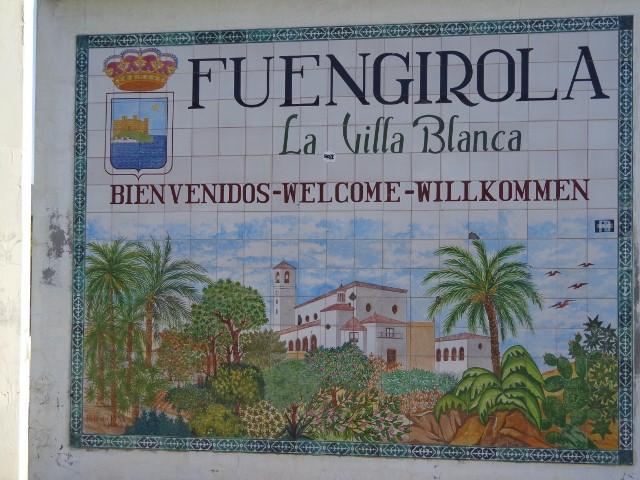 FUENGIROLA
La Villa Blanca
BIENVENIDOS-WELCOME-WILLKOMMEN